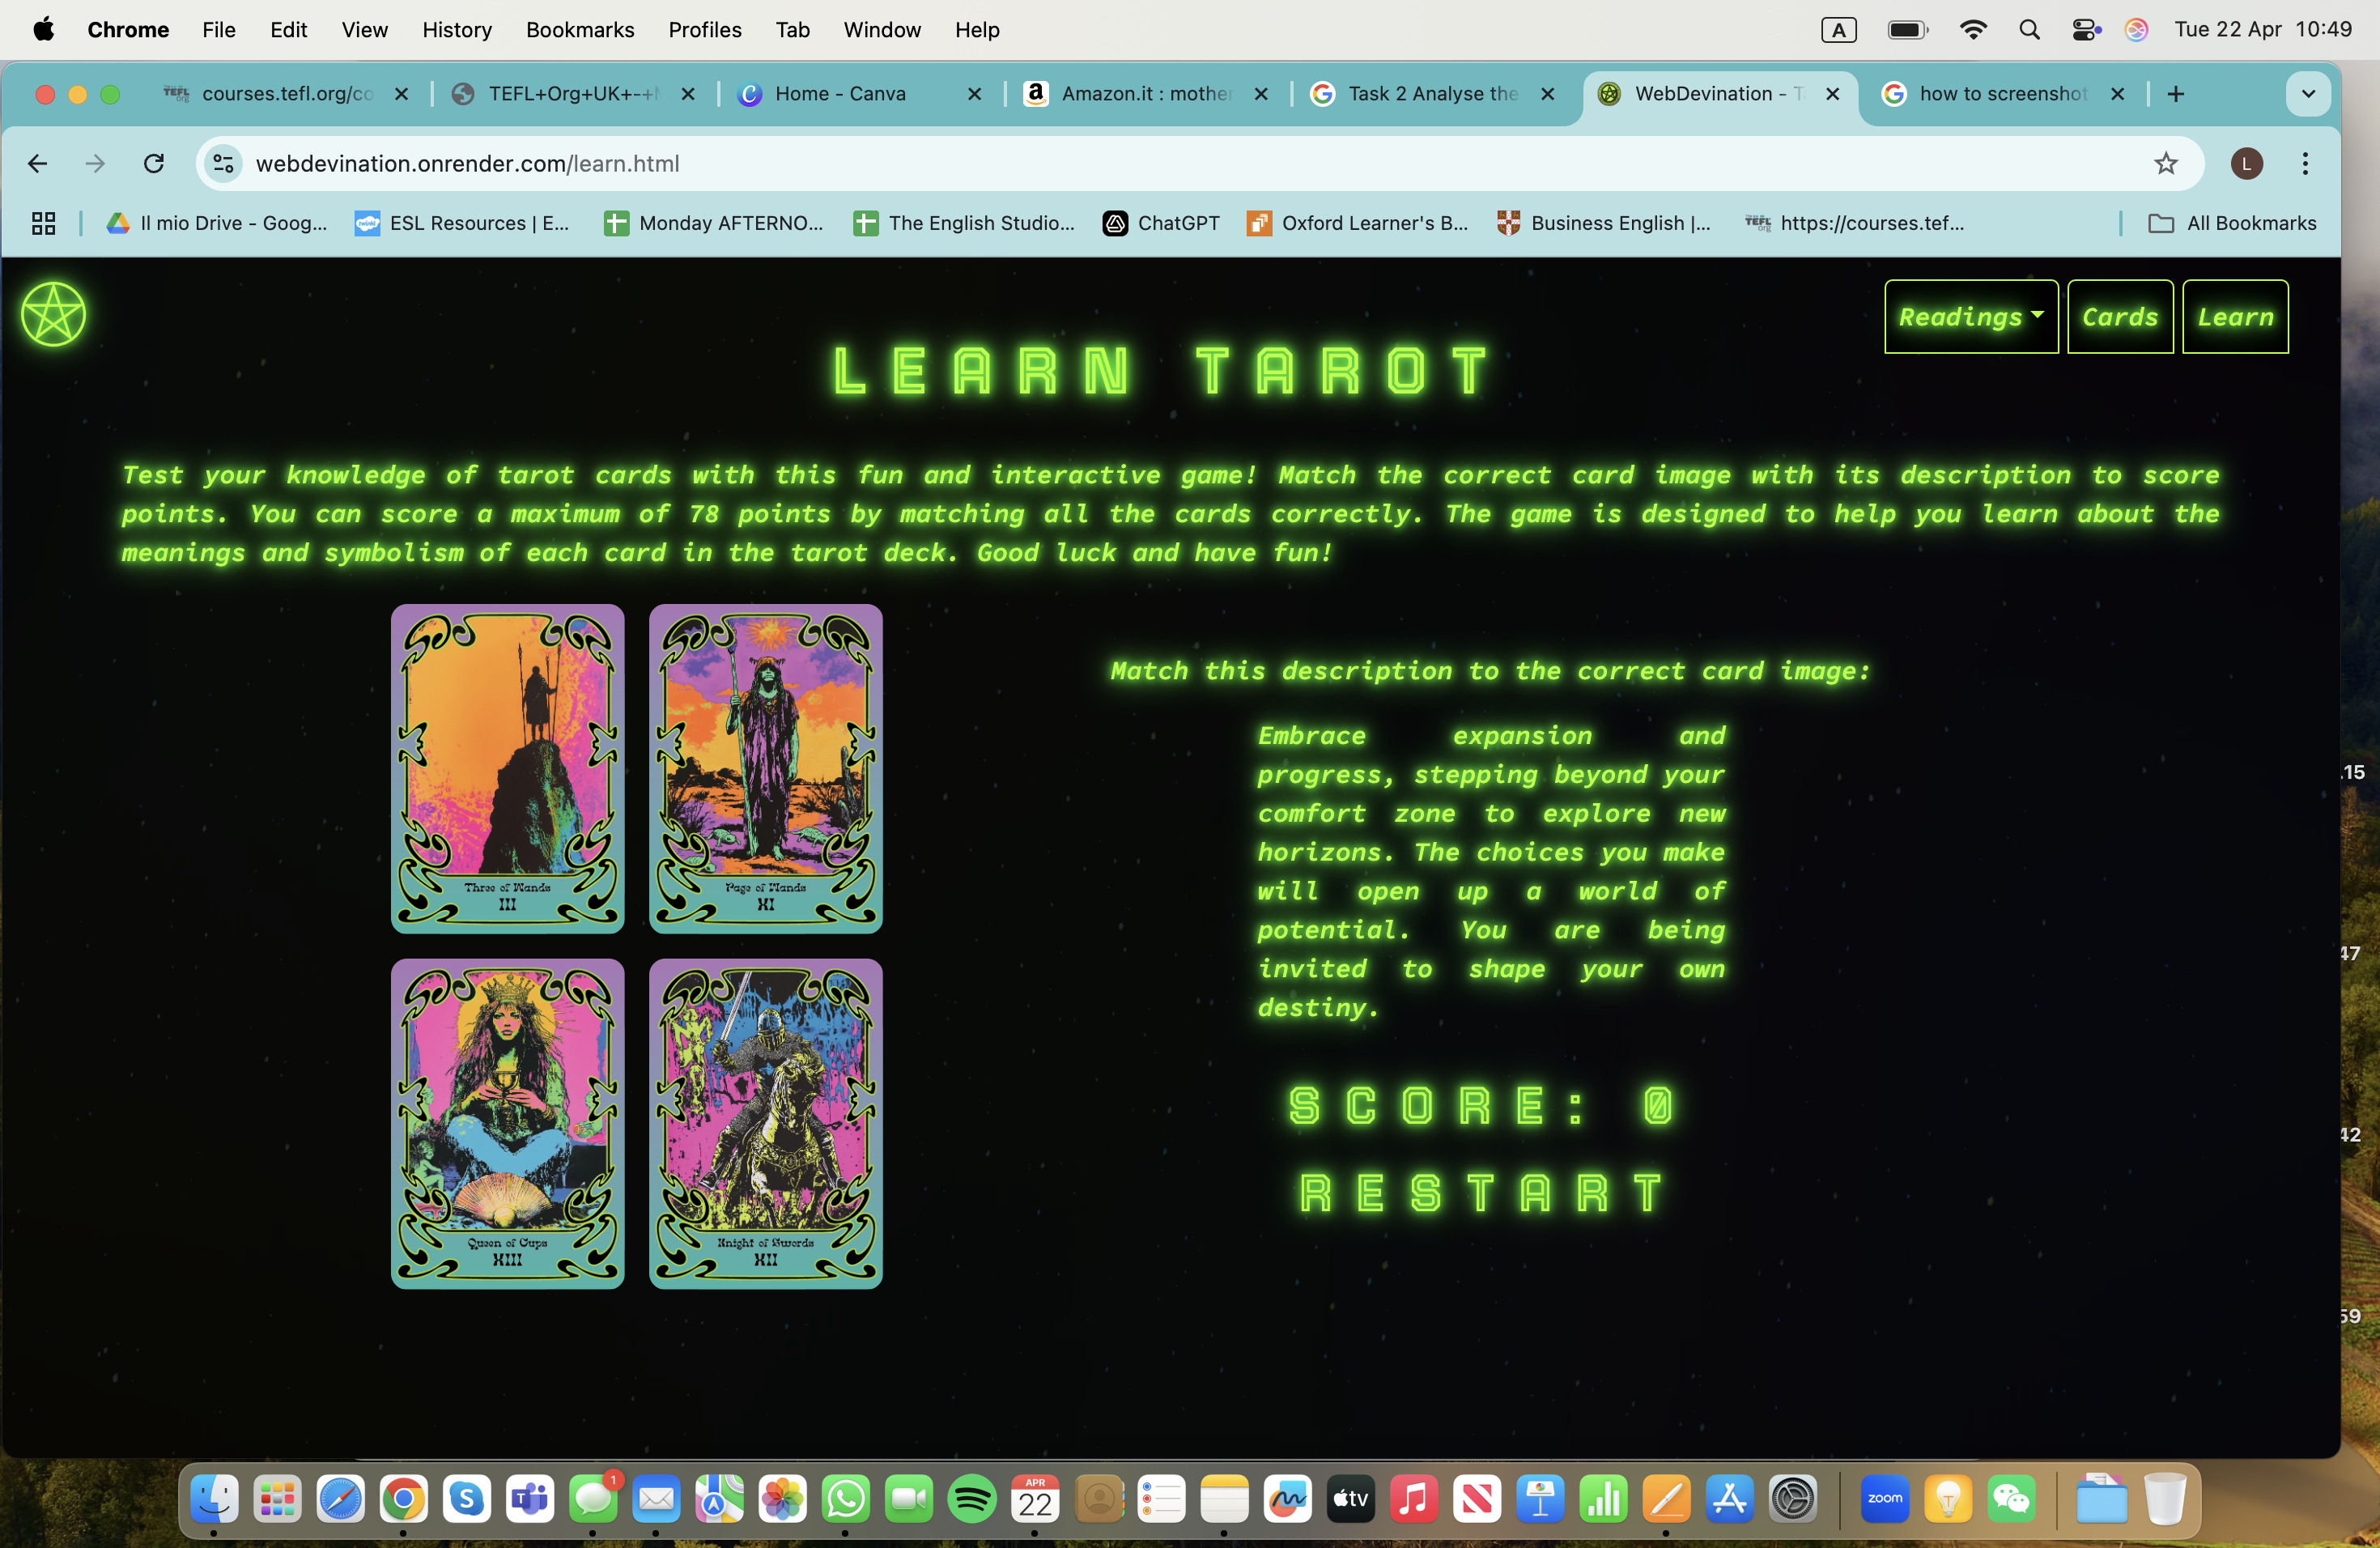 Chrome File Edit View History Bookmarks Profiles Tab Window Help A Tue 22 Apr 10:49
TEFL org courses.tefl.org/co TEFL+Org+UK+-+ Home - Canva Amazon.it : mother Task 2 Analyse the WebDevination - T how to screenshot
webdevination.onrender.com/learn.html L
Il mio Drive - Goog... ESL Resources | E... Monday AFTERNO... The English Studio... ChatGPT Oxford Learner's B... Business English |... TEFL org https://courses.tef... All Bookmarks
Readings Cards Learn
LEARN TAROT
Test your knowledge of tarot cards with this fun and interactive game! Match the correct card image with its description to score
points. You can score a maximum of 78 points by matching all the cards correctly. The game is designed to help you learn about the
meanings and symbolism of each card in the tarot deck. Good luck and have fun!
Three of Wands
III
Page of Wands
XI
Queen of Cups
XIII
Knight of Swords
XII
Match this description to the correct card image:
Embrace expansion and
progress, stepping beyond your
comfort zone to explore new
horizons. The choices you make
will open up a world of
potential. You are being
invited to shape your own
destiny.
SCORE: 0
RESTART
.15
47
42
59
1
APR
22
tv
zoom